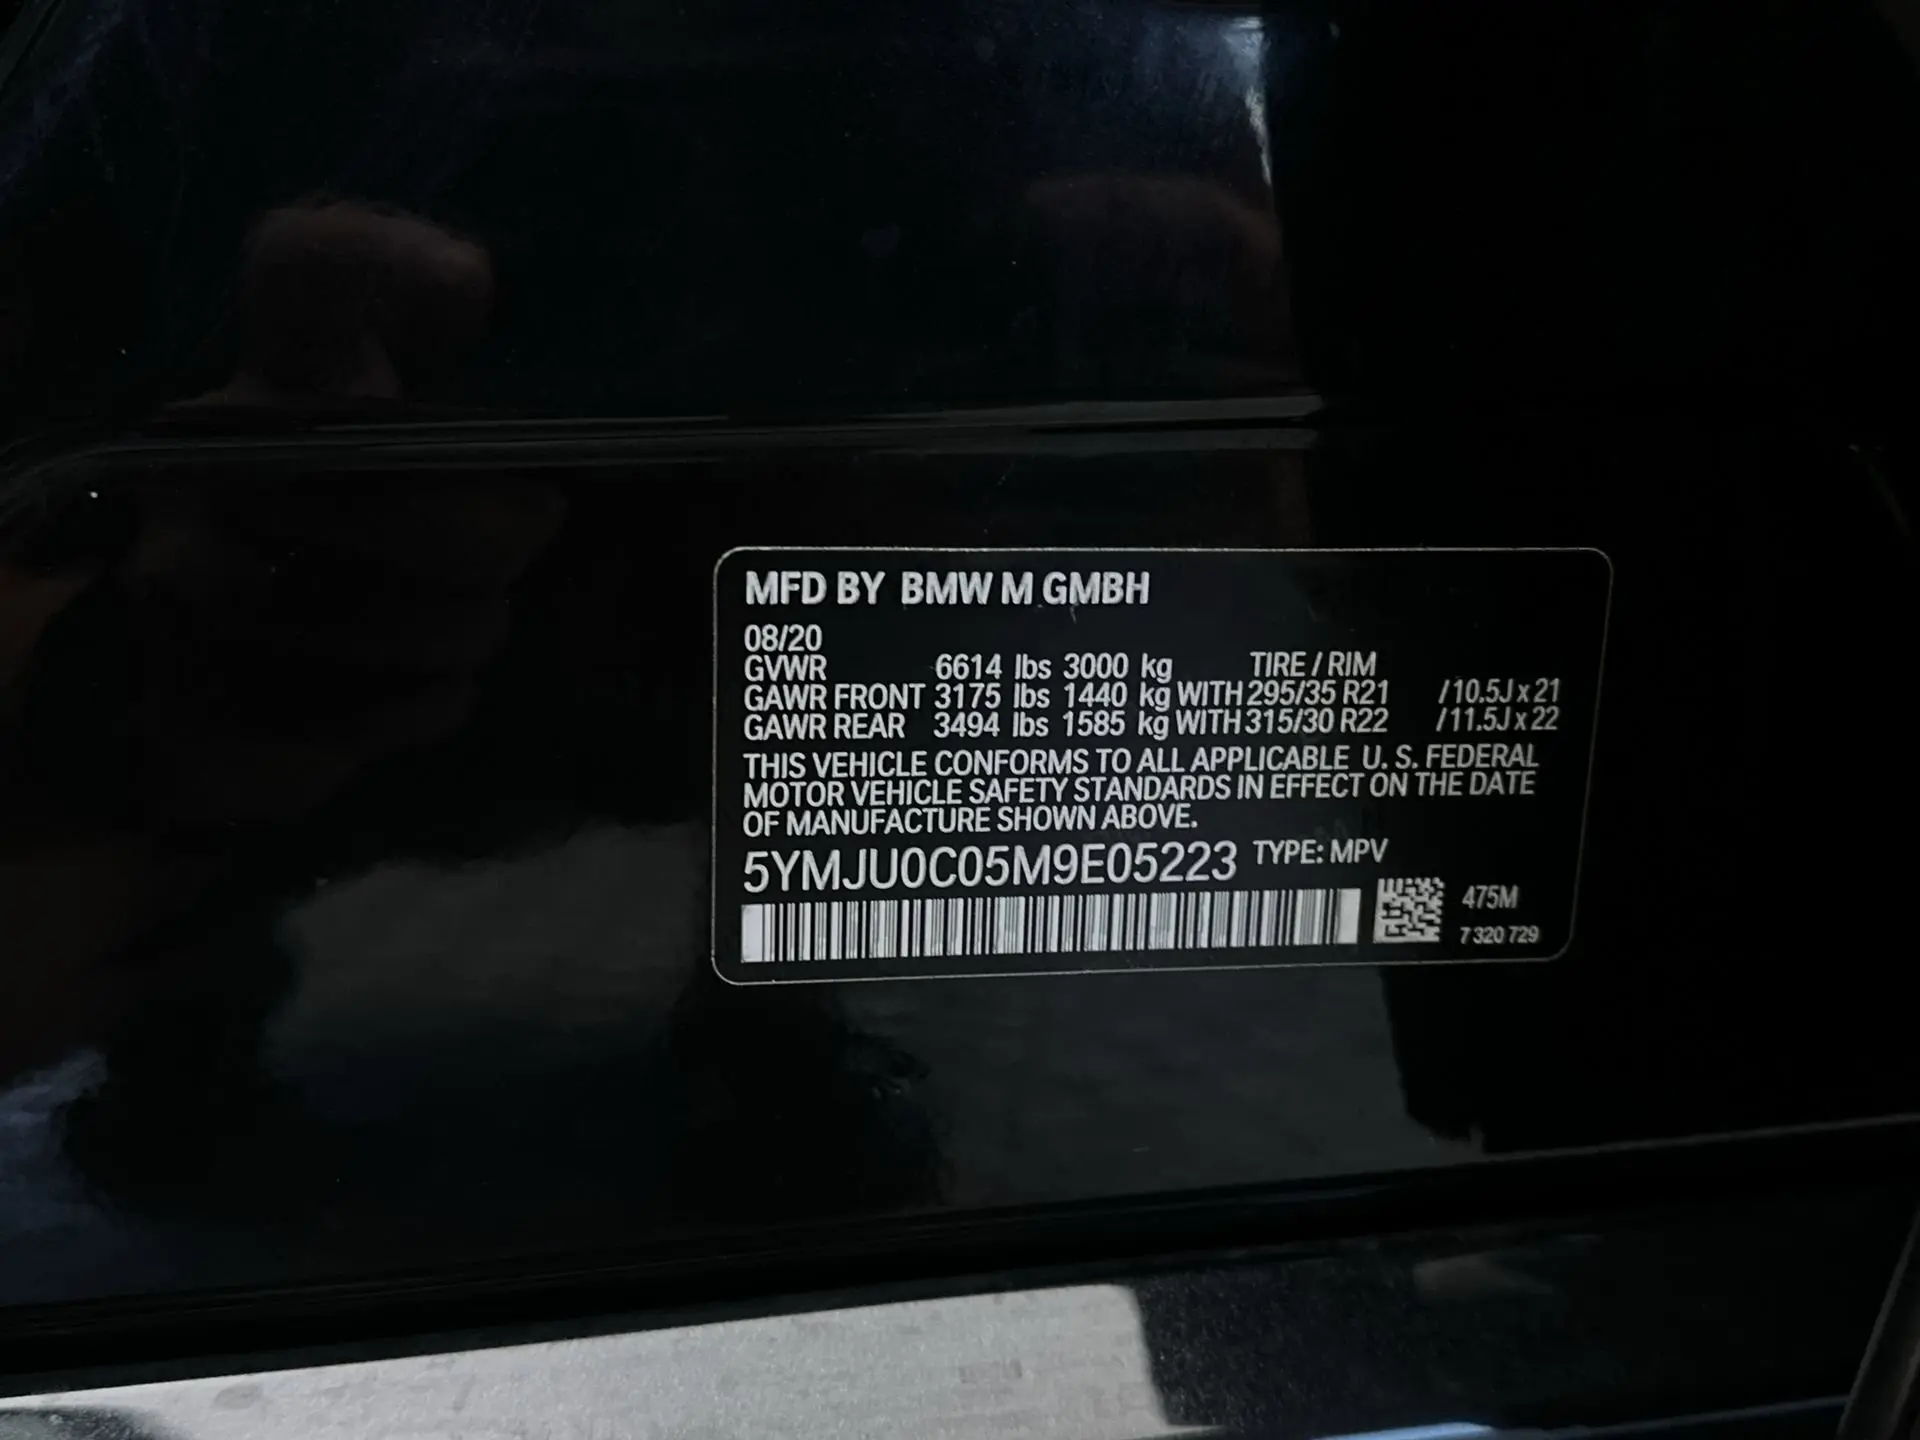 MFD BY BMW M GMBH
08/20
GVWR 6614 lbs 3000 kg TIRE / RIM
GAWR FRONT 3175 lbs 1440 kg WITH 295/35 R21 /10.5J x 21
GAWR REAR 3494 lbs 1585 kg WITH 315/30 R22 /11.5J x 22
THIS VEHICLE CONFORMS TO ALL APPLICABLE U. S. FEDERAL
MOTOR VEHICLE SAFETY STANDARDS IN EFFECT ON THE DATE
OF MANUFACTURE SHOWN ABOVE.
5YMJU0C05M9E05223 TYPE: MPV
475M
7 320 729